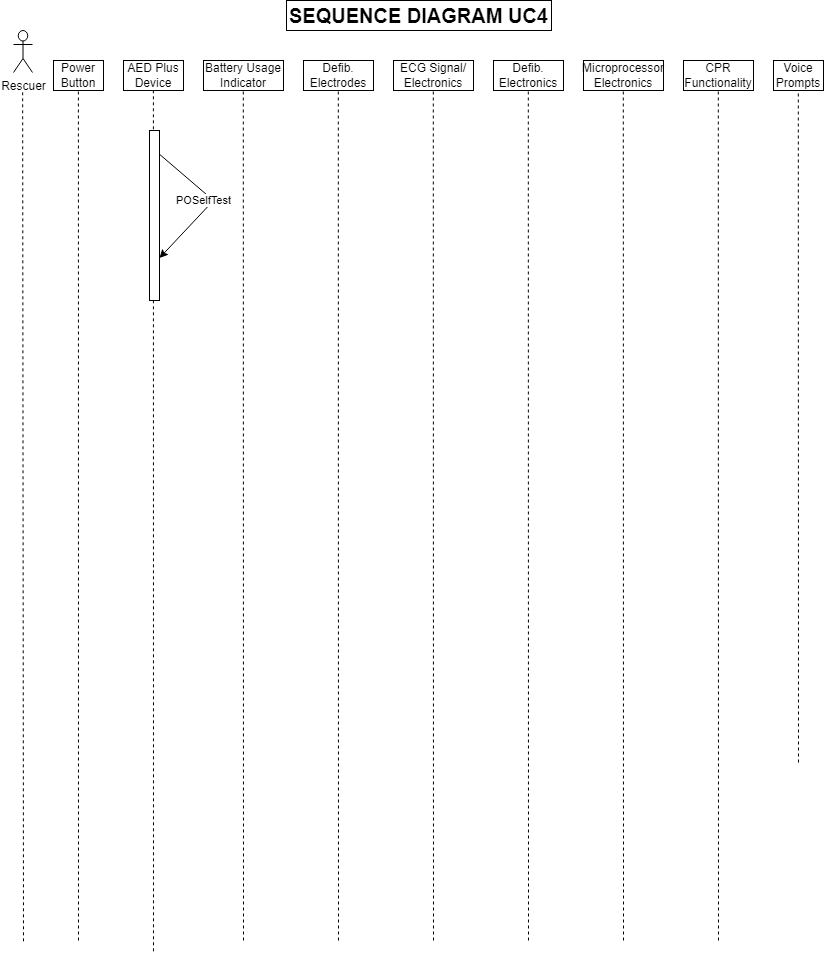 SEQUENCE DIAGRAM UC4
Rescuer
Power
Button
AED Plus
Device
Battery Usage
Indicator
Defib.
Electrodes
ECG Signal/
Electronics
Defib.
Electronics
Microprocessor
Electronics
CPR
Functionality
Voice
Prompts
POSelfTest